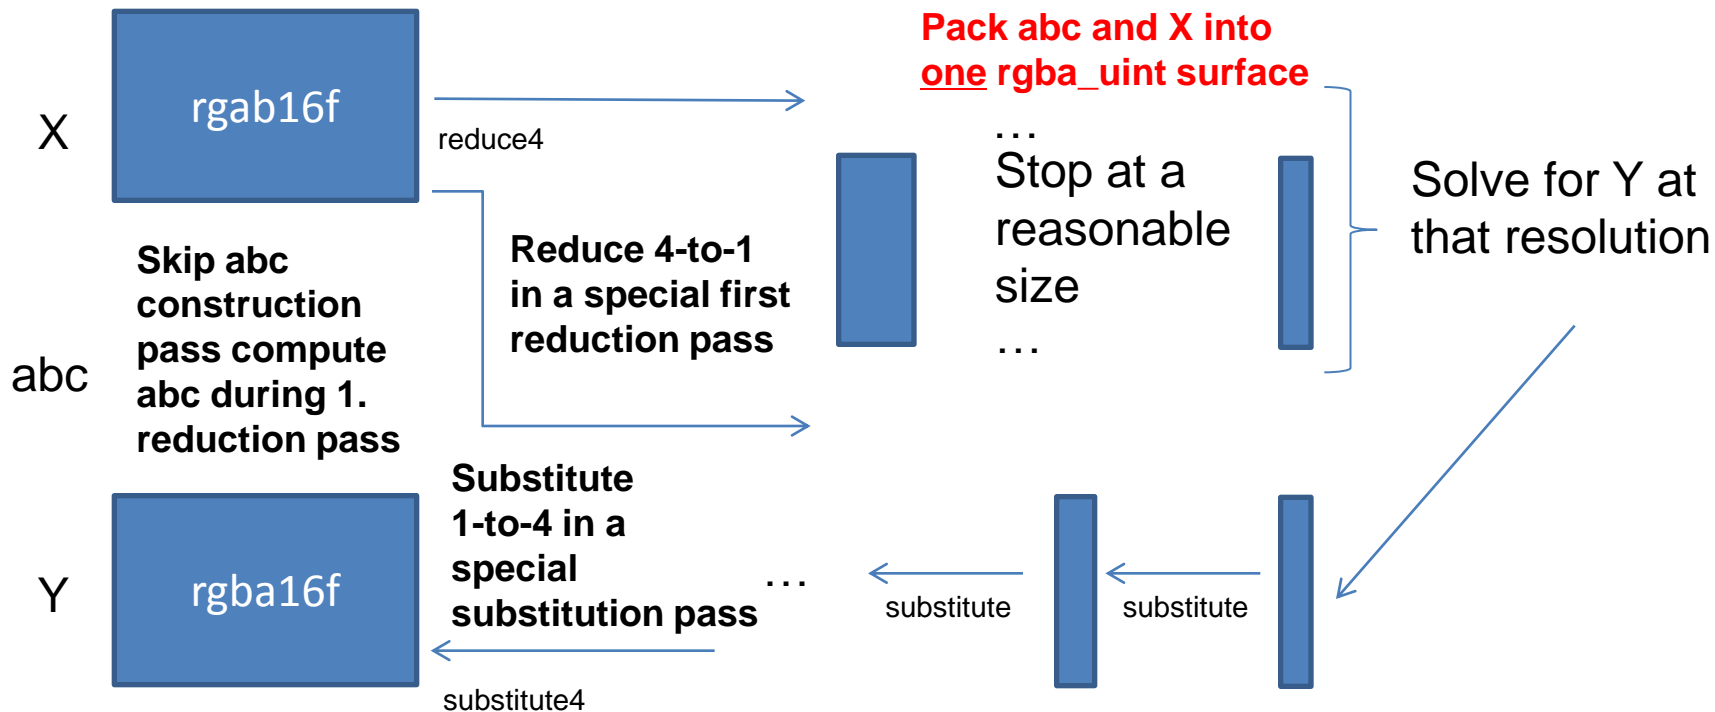 Pack abc and X into
one rgba_uint surface
X
rgab16f
reduce4
…
Stop at a
reasonable
size
…
Solve for Y at
that resolution
abc
Skip abc
construction
pass compute
abc during 1.
reduction pass
Reduce 4-to-1
in a special first
reduction pass
Y
rgba16f
Substitute
1-to-4 in a
special
substitution pass
…
substitute
substitute
substitute4